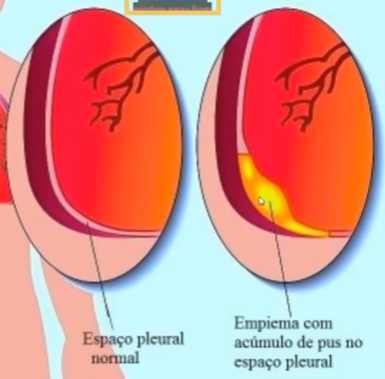 Espaço pleural
normal
Empiema com
acúmulo de pus no
espaço pleural